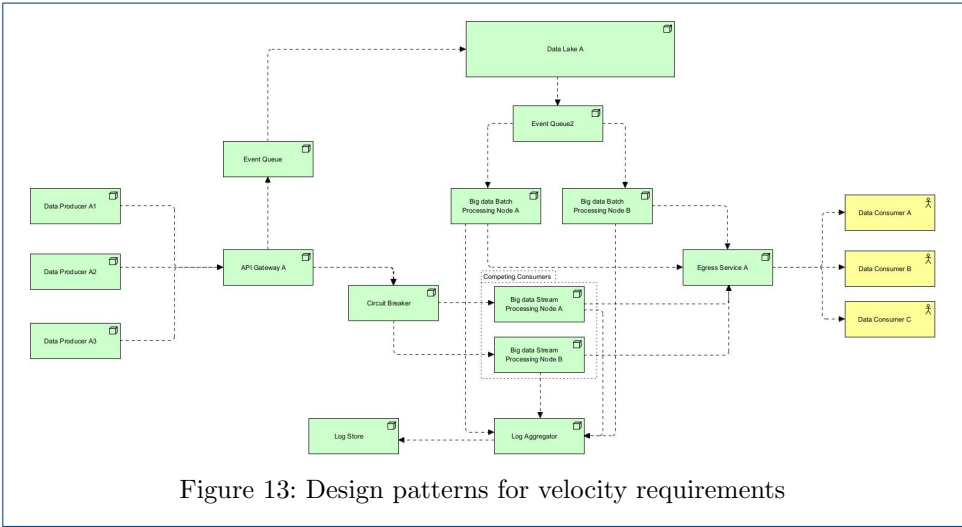 Data Lake A
Event Queue2
Event Queue
Data Producer A1
Big data Batch
Processing Node A
Big data Batch
Processing Node B
Data Consumer A
Data Producer A2
API Gateway A
Egress Service A
Data Consumer B
Competing Consumers
Circuit Breaker
Big data Stream
Processing Node A
Data Consumer C
Data Producer A3
Big data Stream
Processing Node B
Log Store
Log Aggregator
Figure 13: Design patterns for velocity requirements